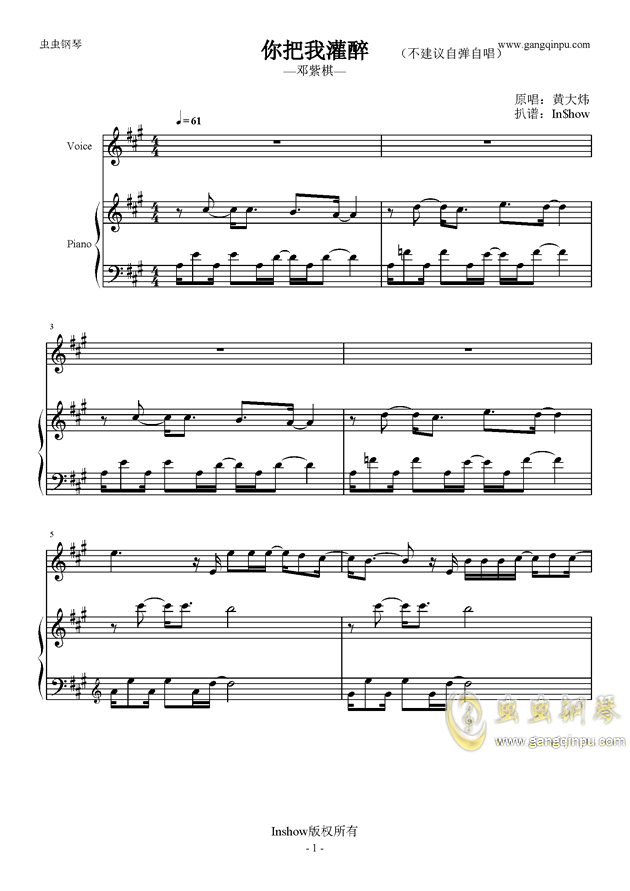 虫虫钢琴
你把我灌醉 （不建议自弹自唱）
www.gangqinpu.com
—邓紫棋—
原唱：黄大炜
扒谱：InShow
♩=61
Voice
Piano
3
5
虫虫钢琴
www.gangqinpu.com
Inshow版权所有
- 1 -